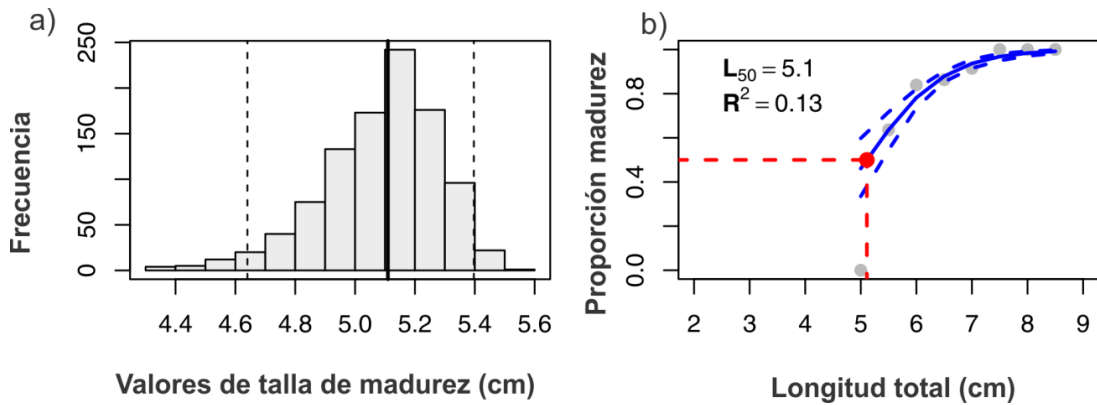 a)
Frecuencia
250
150
50
0
4.4 4.6 4.8 5.0 5.2 5.4 5.6
Valores de talla de madurez (cm)
b)
Proporción madurez
0.8
0.4
0.0
L50 = 5.1
R² = 0.13
2 3 4 5 6 7 8 9
Longitud total (cm)